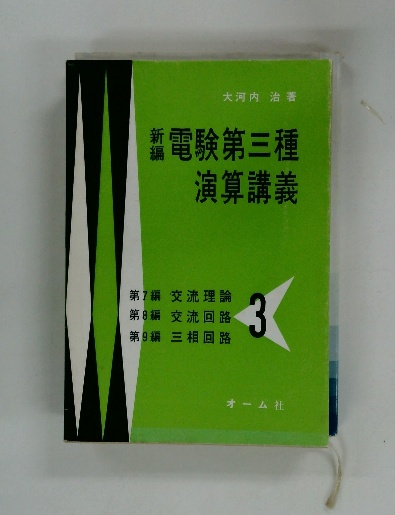 大河内 治 著
新編 電験第三種
演算講義
第7編 交流理論
第8編 交流回路
第9編 三相回路
3
オーム社